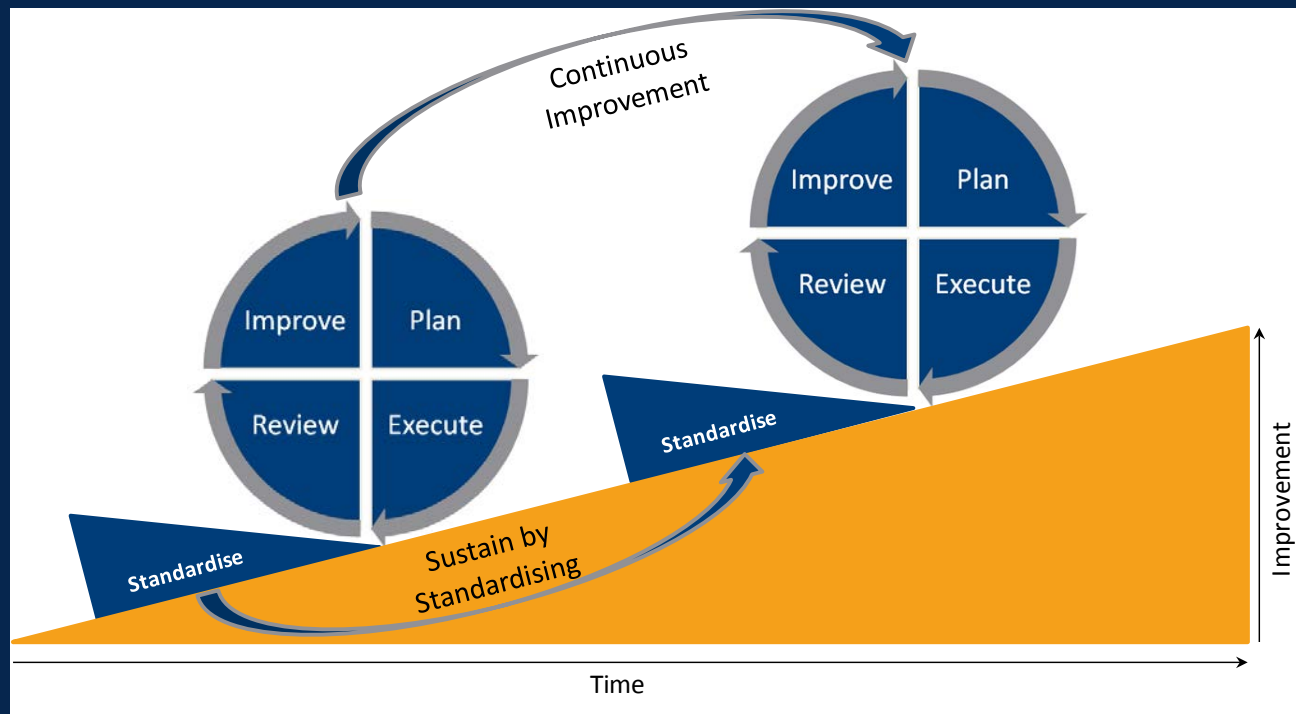 Continuous
Improvement
Improve
Plan
Review
Execute
Improve
Plan
Review
Execute
Standardise
Standardise
Sustain by
Standardising
Improvement
Time